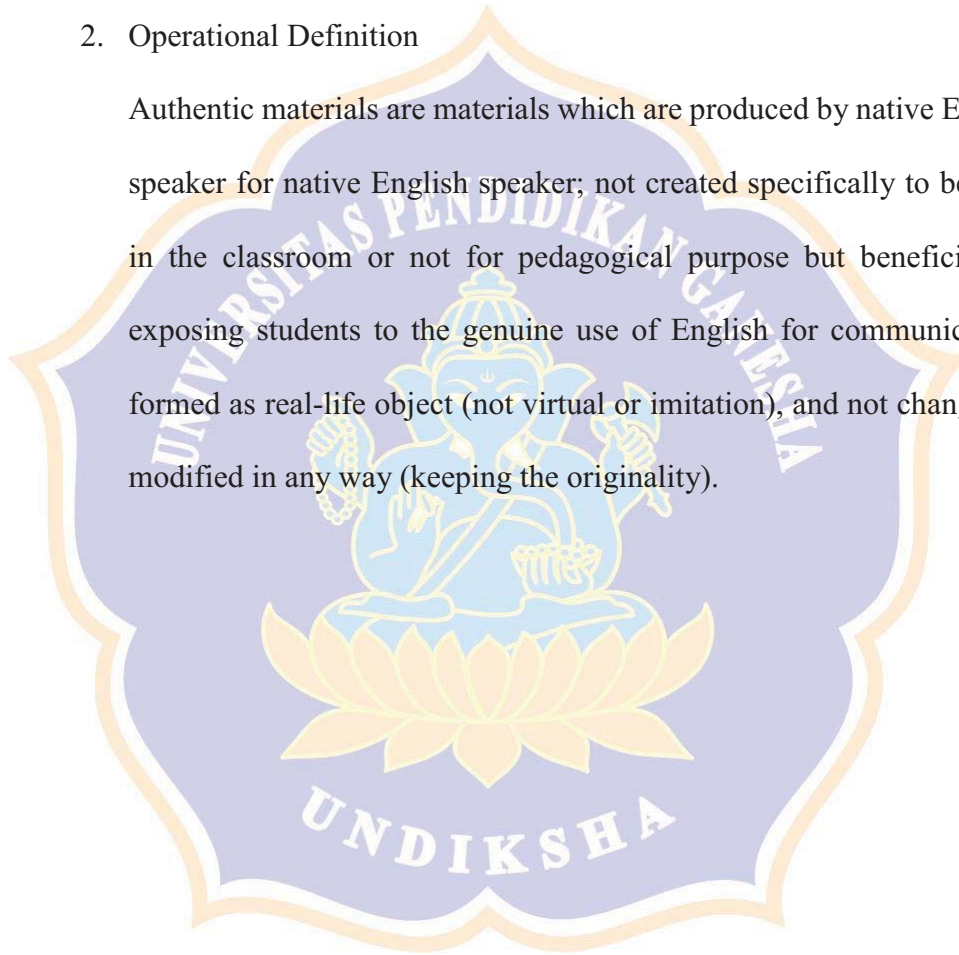 2. Operational Definition
Authentic materials are materials which are produced by native E
speaker for native English speaker; not created specifically to be
in the classroom or not for pedagogical purpose but benefici
exposing students to the genuine use of English for communic
formed as real-life object (not virtual or imitation), and not chan
modified in any way (keeping the originality).
UNIVERSITAS PENDIDIKAN GANESHA
UNDIKSHA